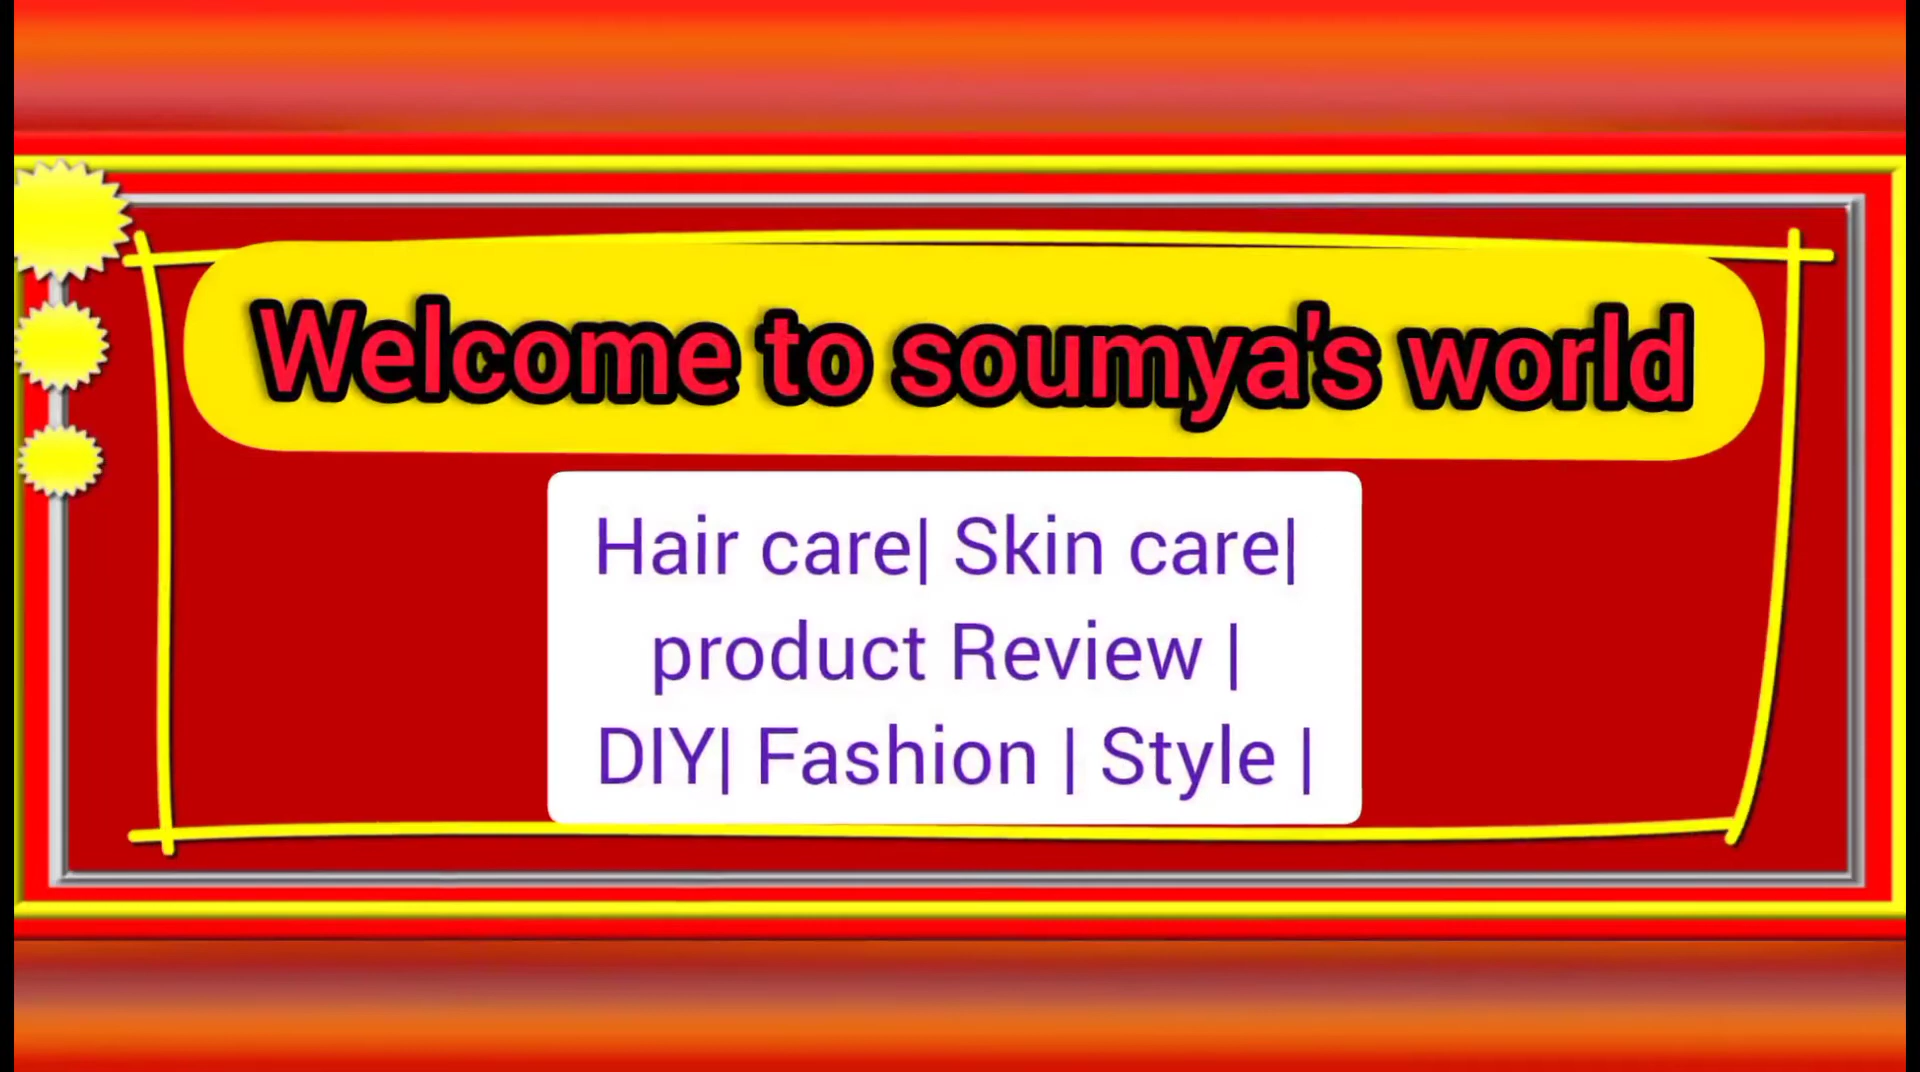 Welcome to soumya's world
Hair care| Skin care|
product Review |
DIY| Fashion | Style |